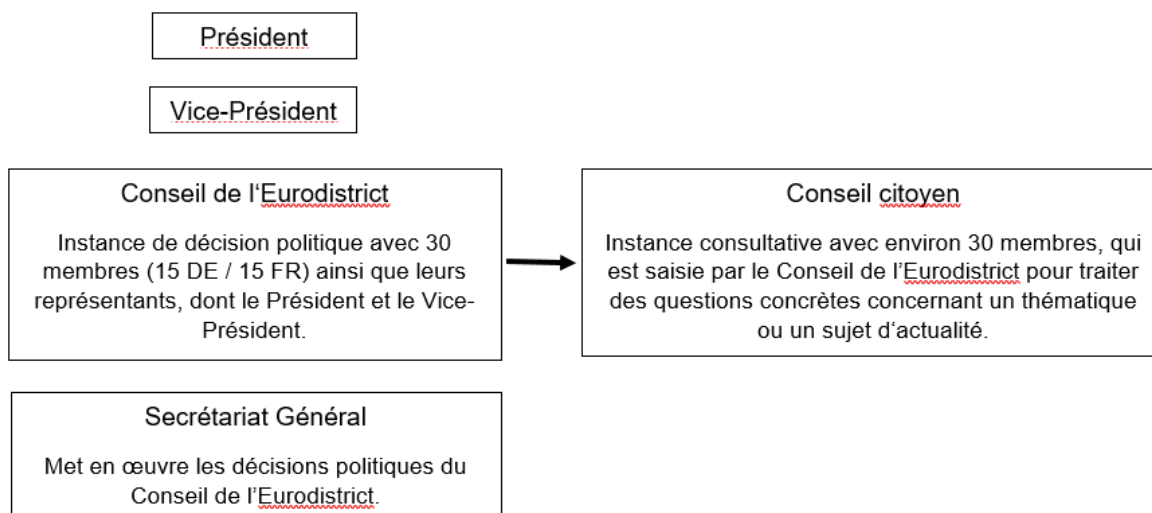 Président
Vice-Président
Conseil de l‘Eurodistrict
Instance de décision politique avec 30
membres (15 DE / 15 FR) ainsi que leurs
représentants, dont le Président et le Vice-
Président.
Conseil citoyen
Instance consultative avec environ 30 membres, qui
est saisie par le Conseil de l’Eurodistrict pour traiter
des questions concrètes concernant un thématique
ou un sujet d‘actualité.
Secrétariat Général
Met en œuvre les décisions politiques du
Conseil de l’Eurodistrict.